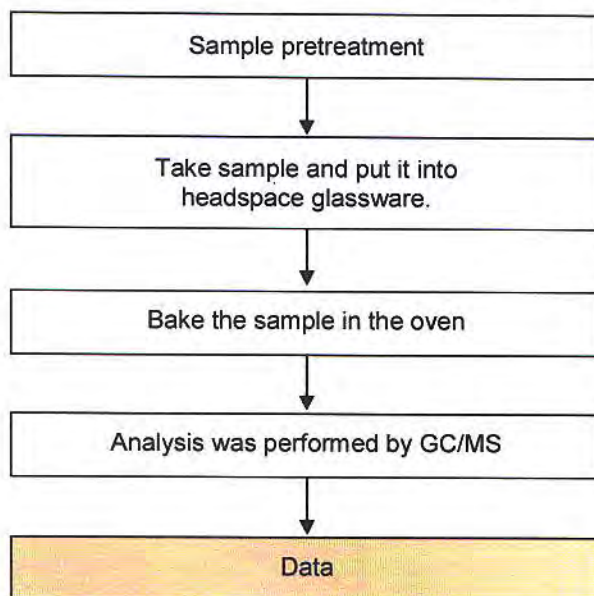 Sample pretreatment
Take sample and put it into
headspace glassware.
Bake the sample in the oven
Analysis was performed by GC/MS
Data